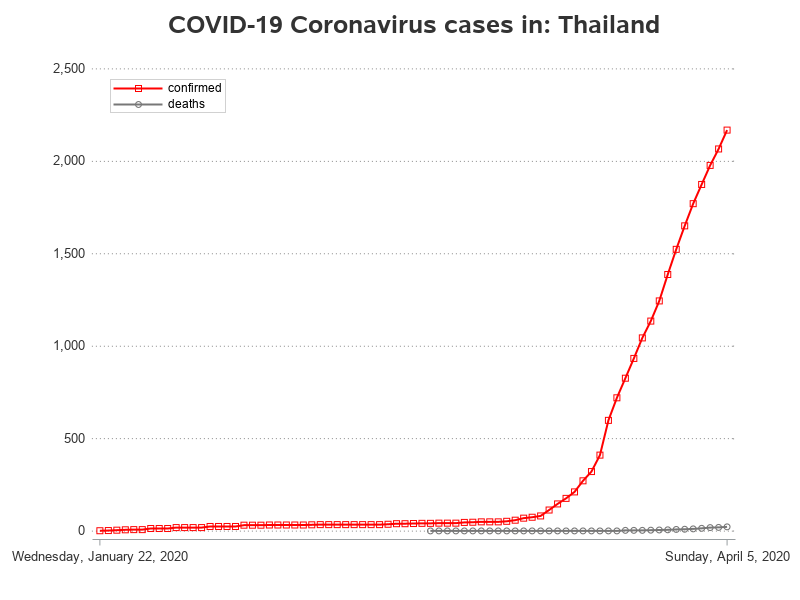 COVID-19 Coronavirus cases in: Thailand
2,500
confirmed
deaths
2,000
1,500
1,000
500
0
Wednesday, January 22, 2020
Sunday, April 5, 2020